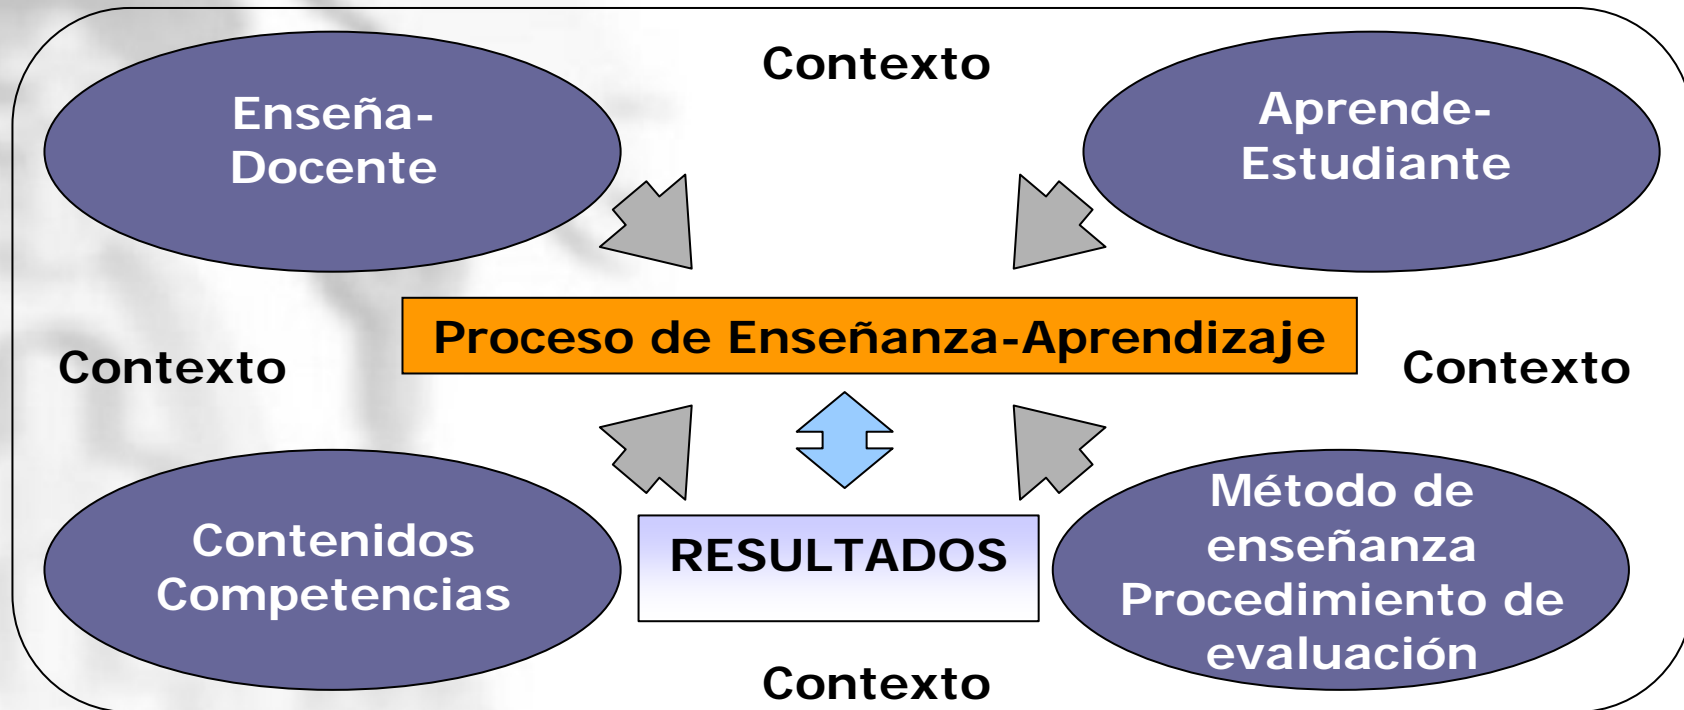 Contexto
Enseña-
Docente
Aprende-
Estudiante
Proceso de Enseñanza-Aprendizaje
Contexto
Contexto
Contenidos
Competencias
RESULTADOS
Método de
enseñanza
Procedimiento de
evaluación
Contexto